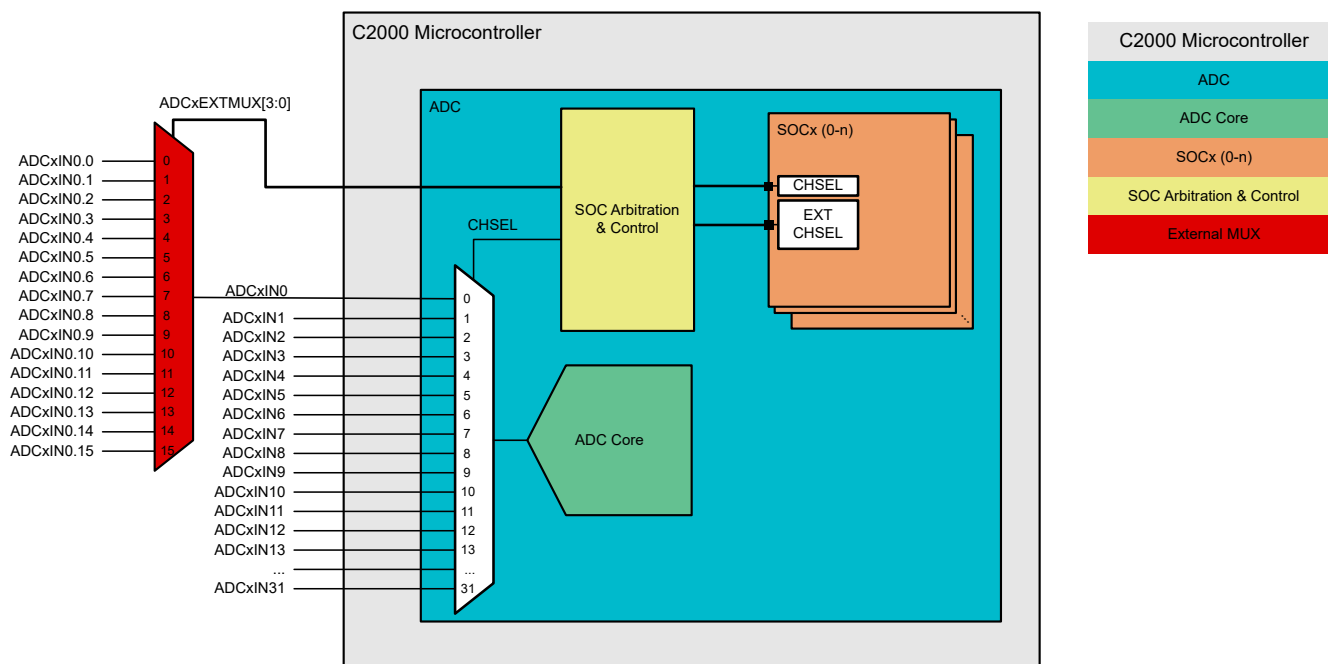 C2000 Microcontroller
ADCxEXTMUX[3:0]
ADCxIN0.0
ADCxIN0.1
ADCxIN0.2
ADCxIN0.3
ADCxIN0.4
ADCxIN0.5
ADCxIN0.6
ADCxIN0.7
ADCxIN0.8
ADCxIN0.9
ADCxIN0.10
ADCxIN0.11
ADCxIN0.12
ADCxIN0.13
ADCxIN0.14
ADCxIN0.15
0
1
2
3
4
5
6
7
8
9
10
11
12
13
14
15
ADCxIN0
ADCxIN1
ADCxIN2
ADCxIN3
ADCxIN4
ADCxIN5
ADCxIN6
ADCxIN7
ADCxIN8
ADCxIN9
ADCxIN10
ADCxIN11
ADCxIN12
ADCxIN13
...
ADCxIN31
ADC
CHSEL
0
1
2
3
4
5
6
7
8
9
10
11
12
13
...
31
SOC Arbitration
& Control
SOCx (0-n)
CHSEL
EXT
CHSEL
ADC Core
C2000 Microcontroller
ADC
ADC Core
SOCx (0-n)
SOC Arbitration & Control
External MUX